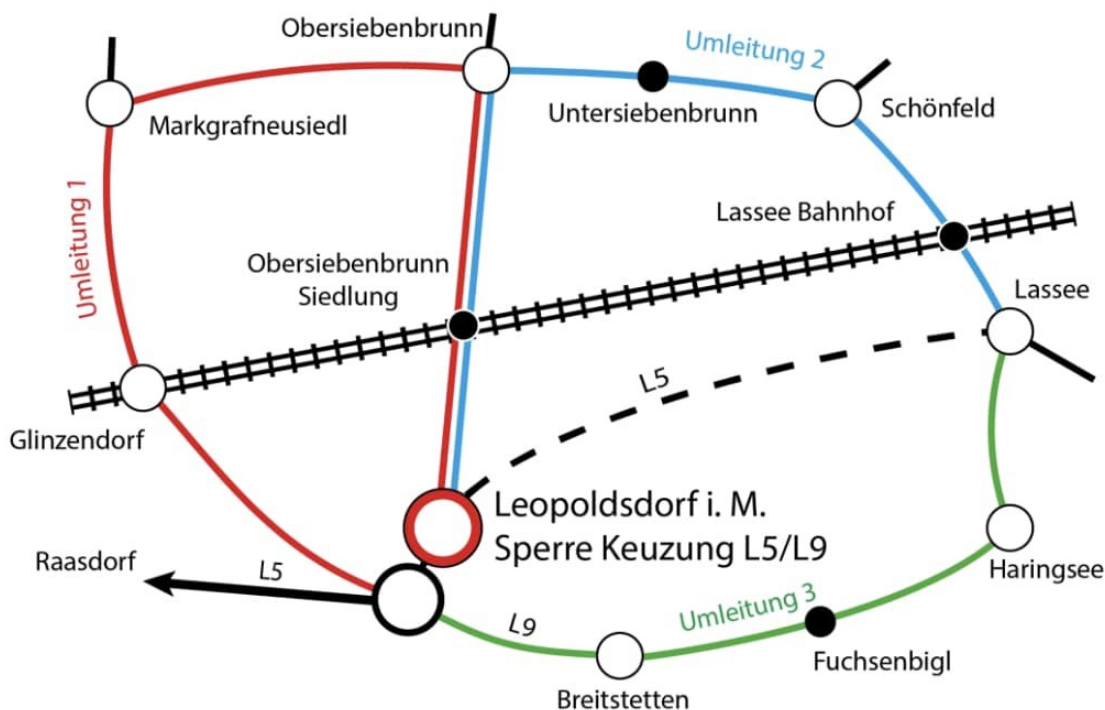 Obersiebenbrunn
Umleitung 2
Markgrafneusiedl
Untersiebenbrunn
Schönfeld
Umleitung 1
Lassee Bahnhof
Obersiebenbrunn
Siedlung
Lassee
L5
Glinzendorf
Leopoldsdorf i. M.
Sperre Keuzung L5/L9
Raasdorf
L5
Haringsee
L9
Umleitung 3
Fuchsenbigl
Breitstetten